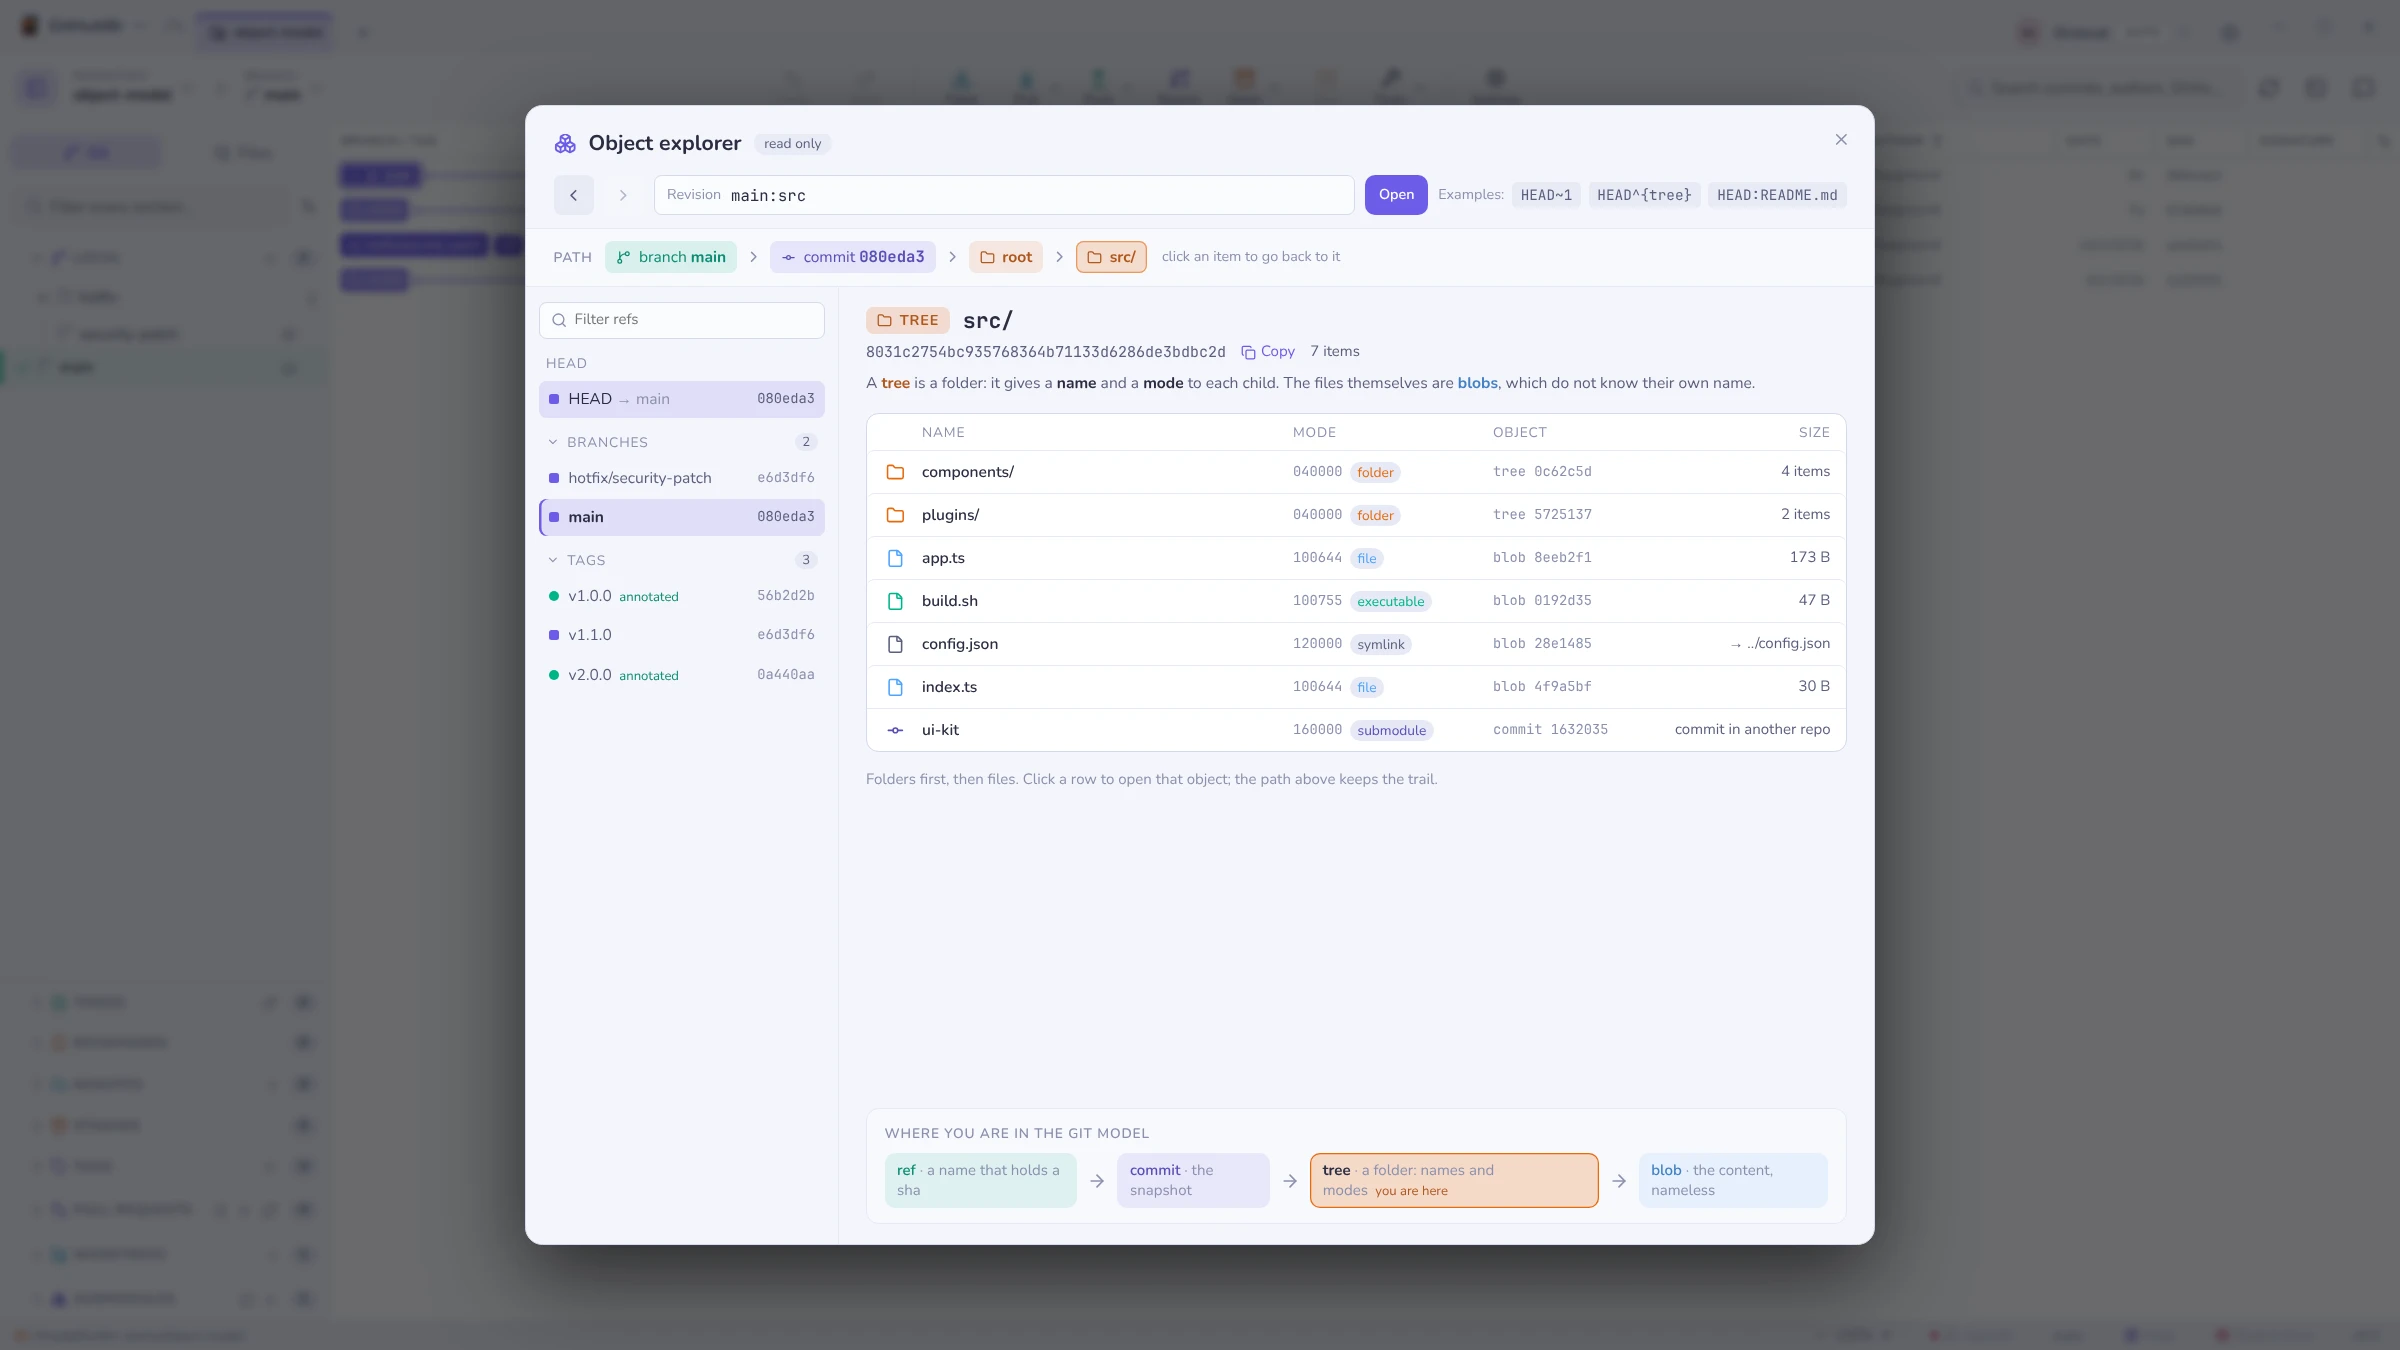 Object explorer read only
Revision main:src Open Examples: HEAD~1 HEAD^{tree} HEAD:README.md
PATH branch main commit 080eda3 root src/ click an item to go back to it
Filter refs
HEAD
HEAD → main 080eda3
BRANCHES 2
hotfix/security-patch e6d3df6
main 080eda3
TAGS 3
v1.0.0 annotated 56b2d2b
v1.1.0 e6d3df6
v2.0.0 annotated 0a440aa
TREE src/
8031c2754bc935768364b71133d6286de3bdbc2d Copy 7 items
A tree is a folder: it gives a name and a mode to each child. The files themselves are blobs, which do not know their own name.
NAME MODE OBJECT SIZE
components/ 040000 folder tree 0c62c5d 4 items
plugins/ 040000 folder tree 5725137 2 items
app.ts 100644 file blob 8eeb2f1 173 B
build.sh 100755 executable blob 0192d35 47 B
config.json 120000 symlink blob 28e1485 → ../config.json
index.ts 100644 file blob 4f9a5bf 30 B
ui-kit 160000 submodule commit 1632035 commit in another repo
Folders first, then files. Click a row to open that object; the path above keeps the trail.
WHERE YOU ARE IN THE GIT MODEL
ref · a name that holds a
sha
commit · the
snapshot
tree · a folder: names and
modes you are here
blob · the content,
nameless